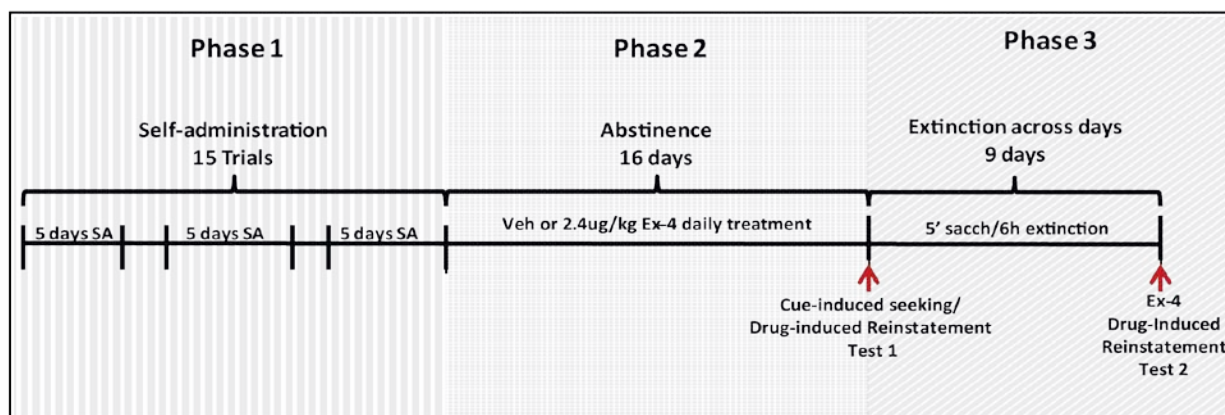 Phase 1
Phase 2
Phase 3
Self-administration
15 Trials
Abstinence
16 days
Extinction across days
9 days
5 days SA
5 days SA
5 days SA
Veh or 2.4ug/kg Ex-4 daily treatment
5' sacch/6h extinction
Cue-induced seeking/
Drug-induced Reinstatement
Test 1
Ex-4
Drug-Induced
Reinstatement
Test 2